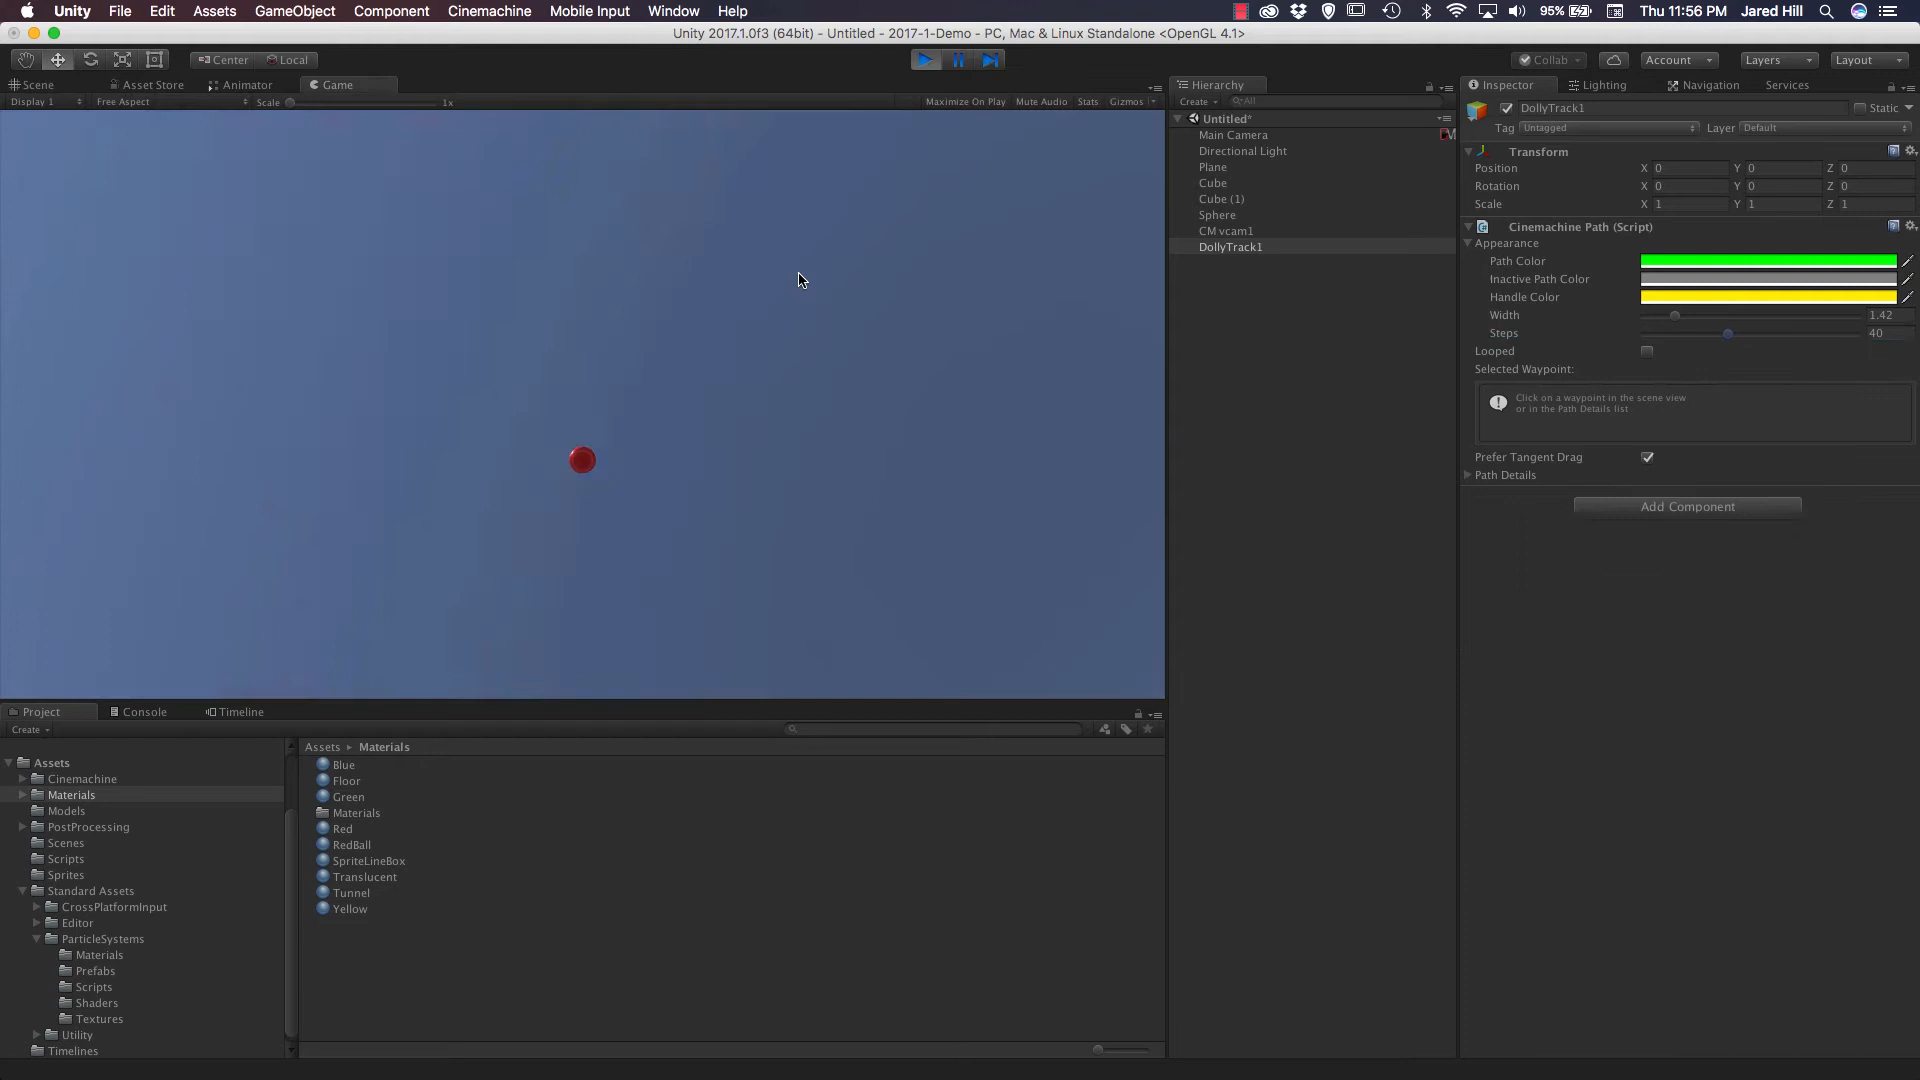 Unity File Edit Assets GameObject Component Cinemachine Mobile Input Window Help 95% Thu 11:56 PM Jared Hill
Unity 2017.1.0f3 (64bit) - Untitled - 2017-1-Demo - PC, Mac & Linux Standalone <OpenGL 4.1>
Center Local Collab Account Layers Layout
Scene Asset Store Animator Game Hierarchy Inspector Lighting Navigation Services
Display 1 Free Aspect Scale 1x Maximize On Play Mute Audio Stats Gizmos Create All
DollyTrack1 Static
Untitled*
Tag Untagged Layer Default
Main Camera
Directional Light
Plane
Cube
Cube (1)
Sphere
CM vcam1
DollyTrack1
Transform
Position X 0 Y 0 Z 0
Rotation X 0 Y 0 Z 0
Scale X 1 Y 1 Z 1
Cinemachine Path (Script)
Appearance
Path Color
Inactive Path Color
Handle Color
Width 1.42
Steps 40
Looped
Selected Waypoint:
Click on a waypoint in the scene view
or in the Path Details list
Prefer Tangent Drag
Path Details
Add Component
Project Console Timeline
Create
Assets
Cinemachine
Materials
Models
PostProcessing
Scenes
Scripts
Sprites
Standard Assets
CrossPlatformInput
Editor
ParticleSystems
Materials
Prefabs
Scripts
Shaders
Textures
Utility
Timelines
Assets Materials
Blue
Floor
Green
Materials
Red
RedBall
SpriteLineBox
Translucent
Tunnel
Yellow